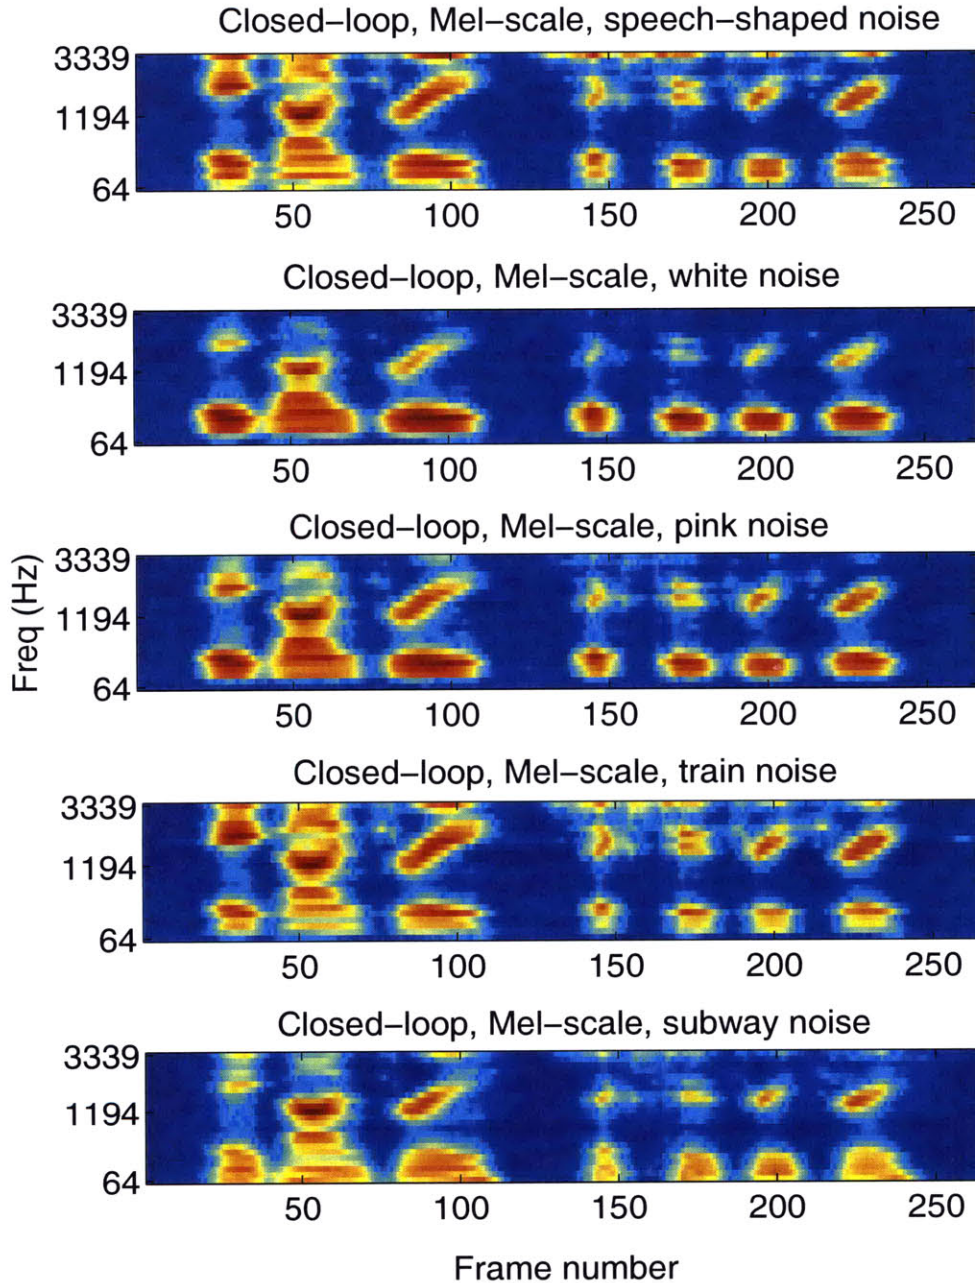 Closed–loop, Mel–scale, speech–shaped noise
3339
1194
64
50 100 150 200 250
Closed–loop, Mel–scale, white noise
3339
1194
64
50 100 150 200 250
Closed–loop, Mel–scale, pink noise
3339
1194
64
50 100 150 200 250
Freq (Hz)
Closed–loop, Mel–scale, train noise
3339
1194
64
50 100 150 200 250
Closed–loop, Mel–scale, subway noise
3339
1194
64
50 100 150 200 250
Frame number